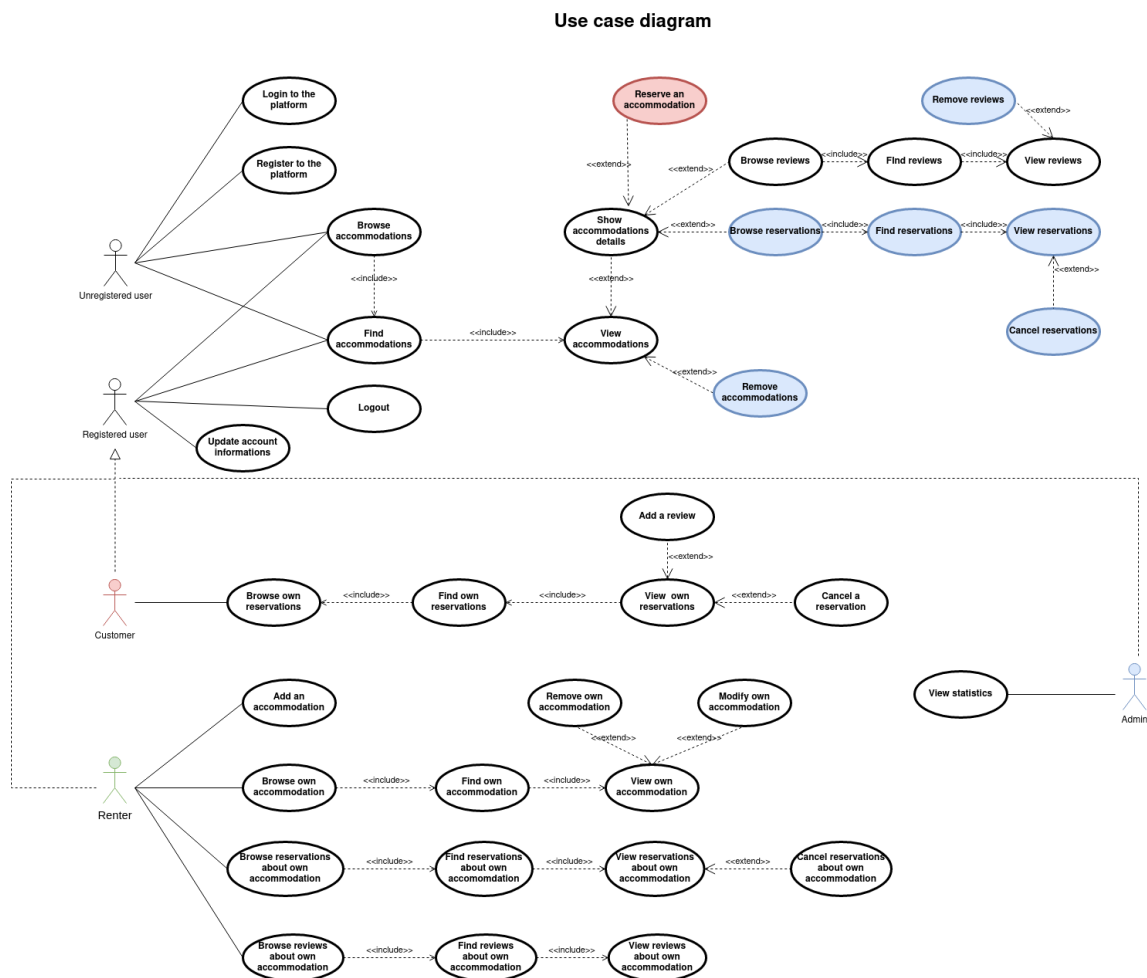 Use case diagram
Login to the
platform
Reserve an
accommodation
Remove reviews
<<extend>>
Register to the
platform
<<extend>>
<<extend>>
Browse reviews
<<include>>
Find reviews
<<include>>
View reviews
Browse
accommodations
Show
accommodations
details
<<extend>>
Browse reservations
<<include>>
Find reservations
<<include>>
View reservations
Unregistered user
<<include>>
<<extend>>
<<extend>>
Find
accommodations
<<include>>
View
accommodations
Cancel reservations
<<extend>>
Remove
accommodations
Logout
Registered user
Update account
informations
Add a review
<<extend>>
Customer
Browse own
reservations
<<include>>
Find own
reservations
<<include>>
View own
reservations
<<extend>>
Cancel a
reservation
Add an
accommodation
Remove own
accommodation
Modify own
accommodation
View statistics
Admin
<<extend>>
<<extend>>
Renter
Browse own
accommodation
<<include>>
Find own
accommodation
<<include>>
View own
accommodation
Browse reservations
about own
accommodation
<<include>>
Find reservations
about own
accomomdation
<<include>>
View reservations
about own
accommodation
<<extend>>
Cancel reservations
about own
accommodation
Browse reviews
about own
accommodation
<<include>>
Find reviews
about own
accommodation
<<include>>
View reviews
about own
accommodation